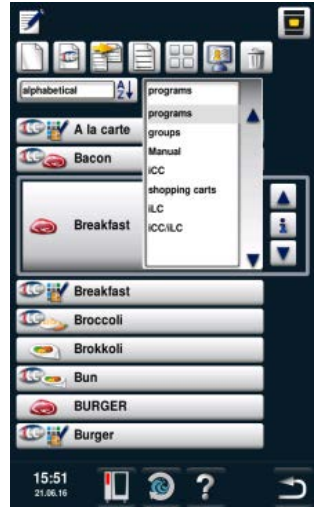 alphabetical
A
Z
programs
programs
groups
Manual
iCC
shopping carts
iLC
iCC/iLC
A la carte
Bacon
Breakfast
i
Breakfast
Broccoli
Brokkoli
Bun
BURGER
Burger
15:51
21.06.16
?